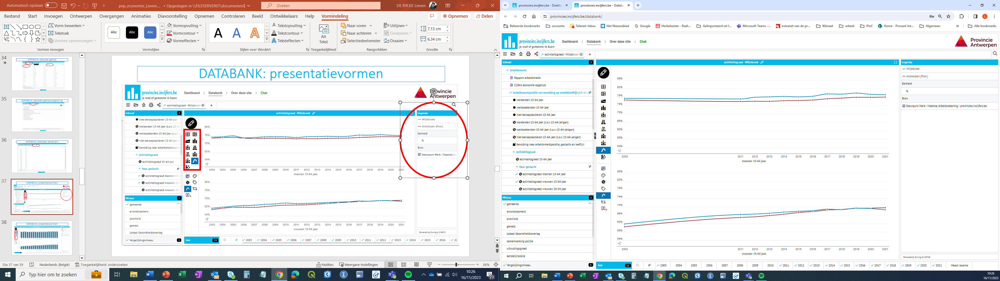 Automatisch opslaan
pep_economie_Lieven....
• Opgeslagen in \\FILESERVER07\documenten$
Zoeken
DE RYCKE Lieven
Bestand Start Invoegen Ontwerpen Overgangen Animaties Diavoorstelling Opnemen Controleren Beeld Ontwikkelaars Help Vormindeling
Opnemen Delen
Vorm bewerken
Tekstvak
Vormen samenvoegen
Vormen invoegen
Abc Abc Abc
Vormopvulling
Vormcontour
Vormeffecten
Vormstijlen
A A A
Tekstopvulling
Tekstcontour
Teksteffecten
Stijlen voor WordArt
Alt
Tekst
Toegankelijkheid
Naar voren
Naar achteren
Selectiedeelvenster
Uitlijnen
Groeperen
Draaien
Rangschikken
7,13 cm
6,34 cm
Grootte
34
DATABANK: selecteer gebied
35
DATABANK: selecteer gebiedsvergelijking
36
DATABANK: selecteer jaartal(len)
37
DATABANK: presentatievormen
38
DATABANK: presentatievormen
DATABANK: presentatievormen
provincies.incijfers.be
je stad of gemeente in kaart
Dashboard | Databank | Over deze site | Chat
Provincie
Antwerpen
activiteitsgraad - Willebroek
+
Inhoud 2
niet-beroepsactieven 15-64 jaar
werkenden 15-64 jaar (t.o.v. 15-64
werkzoekenden 15-64 jaar (t.o.v.
niet-beroepsactieven 15-64 jaar
bevolking naar arbeidsmarktposit
Activiteitsgraad
activiteitsgraad 15-64 jaar
Naar geslacht
activiteitsgraad mannen 15-
activiteitsgraad vrouwen 15-
activiteitsgraad vrouwen 20-
Niveau 1
gemeente
arrondissement
provincie
gewest
Lokaal Gezondheidsoverleg
Vergelijkingsniveau 1
activiteitsgraad - Willebroek
86%
78%
70%
62%
54%
2003 2004 2005 2006 2007 2008 2009 2010 2011 2012 2013 2014 2015 2016 2017 2018 2019 2020 2021
mannen 15-64 jaar
86%
78%
70%
62%
54%
2003 2004 2005 2006 2007 2008 2009 2010 2011 2012 2013 2014 2015 2016 2017 2018 2019 2020 2021
vrouwen 15-64 jaar
Legenda
Willebroek
Antwerpen (Prov.)
Eenheid
%
Bron
Steunpunt Werk - Vlaamse Ar
Powered by Swing 6.2.8670
Jaar 19
2003 2004 2005 2006 2007 2008 2009 2010 2011 2012 2013 2014 2015 2016 20
Dia 37 van 59
Nederlands (België)
Toegankelijkheid: onderzoeken
Notities
Weergave-instellingen
86%
Typ hier om te zoeken
10:26
16/11/2023
23
provincies.incijfers.be - Dashb
provincies.incijfers.be - Databa
provincies.incijfers.be/databank/
Beheerde bookmarks
accounts
Telenet: Inbox
Het Nieuwsblad
Google
Herbeluister - Radi...
Geïmporteerd uit I...
Microsoft Teams -...
extranet van de pr...
Klimaat
arbeid
PinC
Home - Provant Int...
Algemeen
»
Alle bookmarks
provincies.incijfers.be
je stad of gemeente in kaart
Dashboard | Databank | Over deze site | Chat
Provincie
Antwerpen
activiteitsgraad - Willebroek
+
Inhoud 2
Arbeidsmarkt
Rapport arbeidsmarkt
Cijfers economie opgelijst
Arbeidsmarktpositie van bevolking op arbeidsleeftijd (15-64 j
werkenden 15-64 jaar
werkzoekenden 15-64 jaar
niet-beroepsactieven 15-64 jaar
werkenden 15-64 jaar (t.o.v. 15-64-jarigen)
werkzoekenden 15-64 jaar (t.o.v. 15-64-jarigen)
niet-beroepsactieven 15-64 jaar (t.o.v. 15-64-jarigen)
bevolking naar arbeidsmarktpositie, geslacht en leeftijd
Activiteitsgraad
activiteitsgraad 15-64 jaar
Naar geslacht
activiteitsgraad mannen 15-64 jaar
activiteitsgraad vrouwen 15-64 jaar
activiteitsgraad vrouwen 20-34 jaar
Niveau 1
gemeente
arrondissement
provincie
gewest
Lokaal Gezondheidsoverleg
samenwerking politie
uitrustingsgraad
eerstelijnszone
Vergelijkingsniveau 1
activiteitsgraad - Willebroek
86%
82%
78%
74%
70%
66%
62%
58%
54%
2003 2011 2012 2013 2014 2015 2016 2017 2018 2019 2020 2021
mannen 15-64 jaar
86%
82%
78%
74%
70%
66%
62%
58%
54%
2003 2011 2012 2013 2014 2015 2016 2017 2018 2019 2020 2021
vrouwen 15-64 jaar
Legenda
Willebroek
Antwerpen (Prov.)
Eenheid
%
Bron
Steunpunt Werk - Vlaamse Arbeidsrekening | provincies.incijfers.be
Powered by Swing 6.2.8718
Jaar 12
2003 2004 2005 2006 2007 2008 2009 2010 2011 2012 2013 2014 2015 2016 2017 2018 2019 2020 2021 Meest recente
10:26
16/11/2023